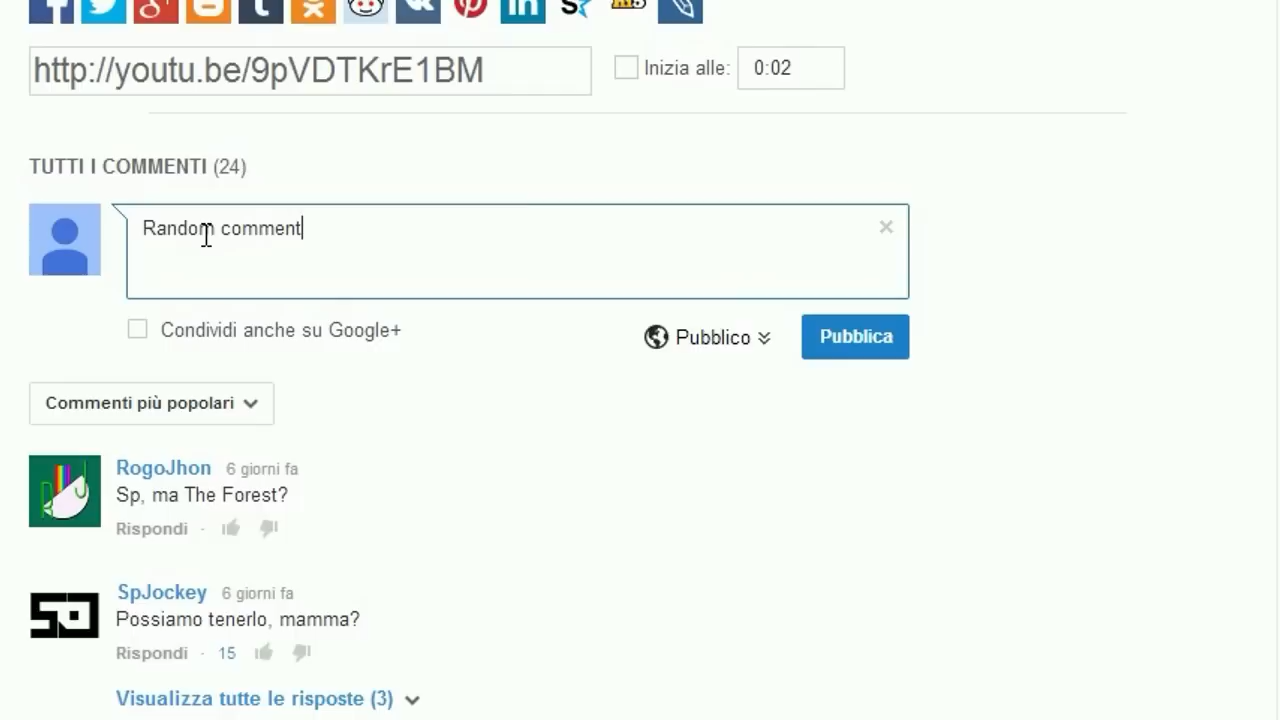 http://youtu.be/9pVDTKrE1BM
Inizia alle: 0:02
TUTTI I COMMENTI (24)
Random comment
Condividi anche su Google+
Pubblico
Pubblica
Commenti più popolari
RogoJhon 6 giorni fa
Sp, ma The Forest?
Rispondi
SpJockey 6 giorni fa
Possiamo tenerlo, mamma?
Rispondi · 15
Visualizza tutte le risposte (3)